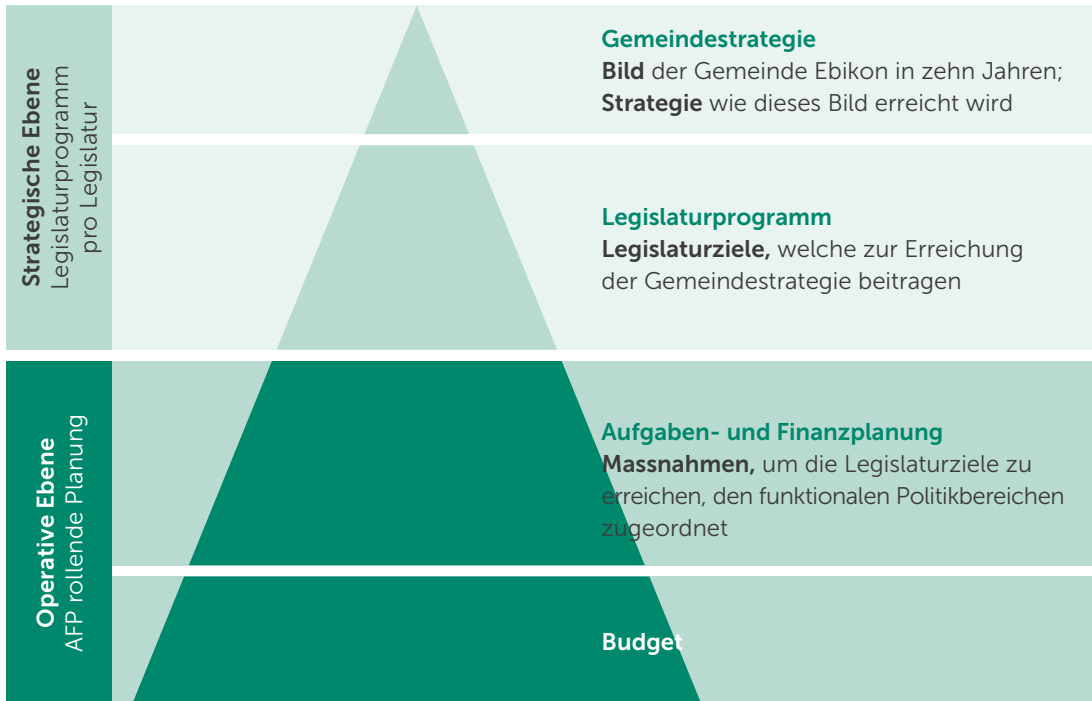 Strategische Ebene
Legislaturprogramm
pro Legislatur
Gemeindestrategie
Bild der Gemeinde Ebikon in zehn Jahren;
Strategie wie dieses Bild erreicht wird
Legislaturprogramm
Legislaturziele, welche zur Erreichung
der Gemeindestrategie beitragen
Operative Ebene
AFP rollende Planung
Aufgaben- und Finanzplanung
Massnahmen, um die Legislaturziele zu
erreichen, den funktionalen Politikbereichen
zugeordnet
Budget